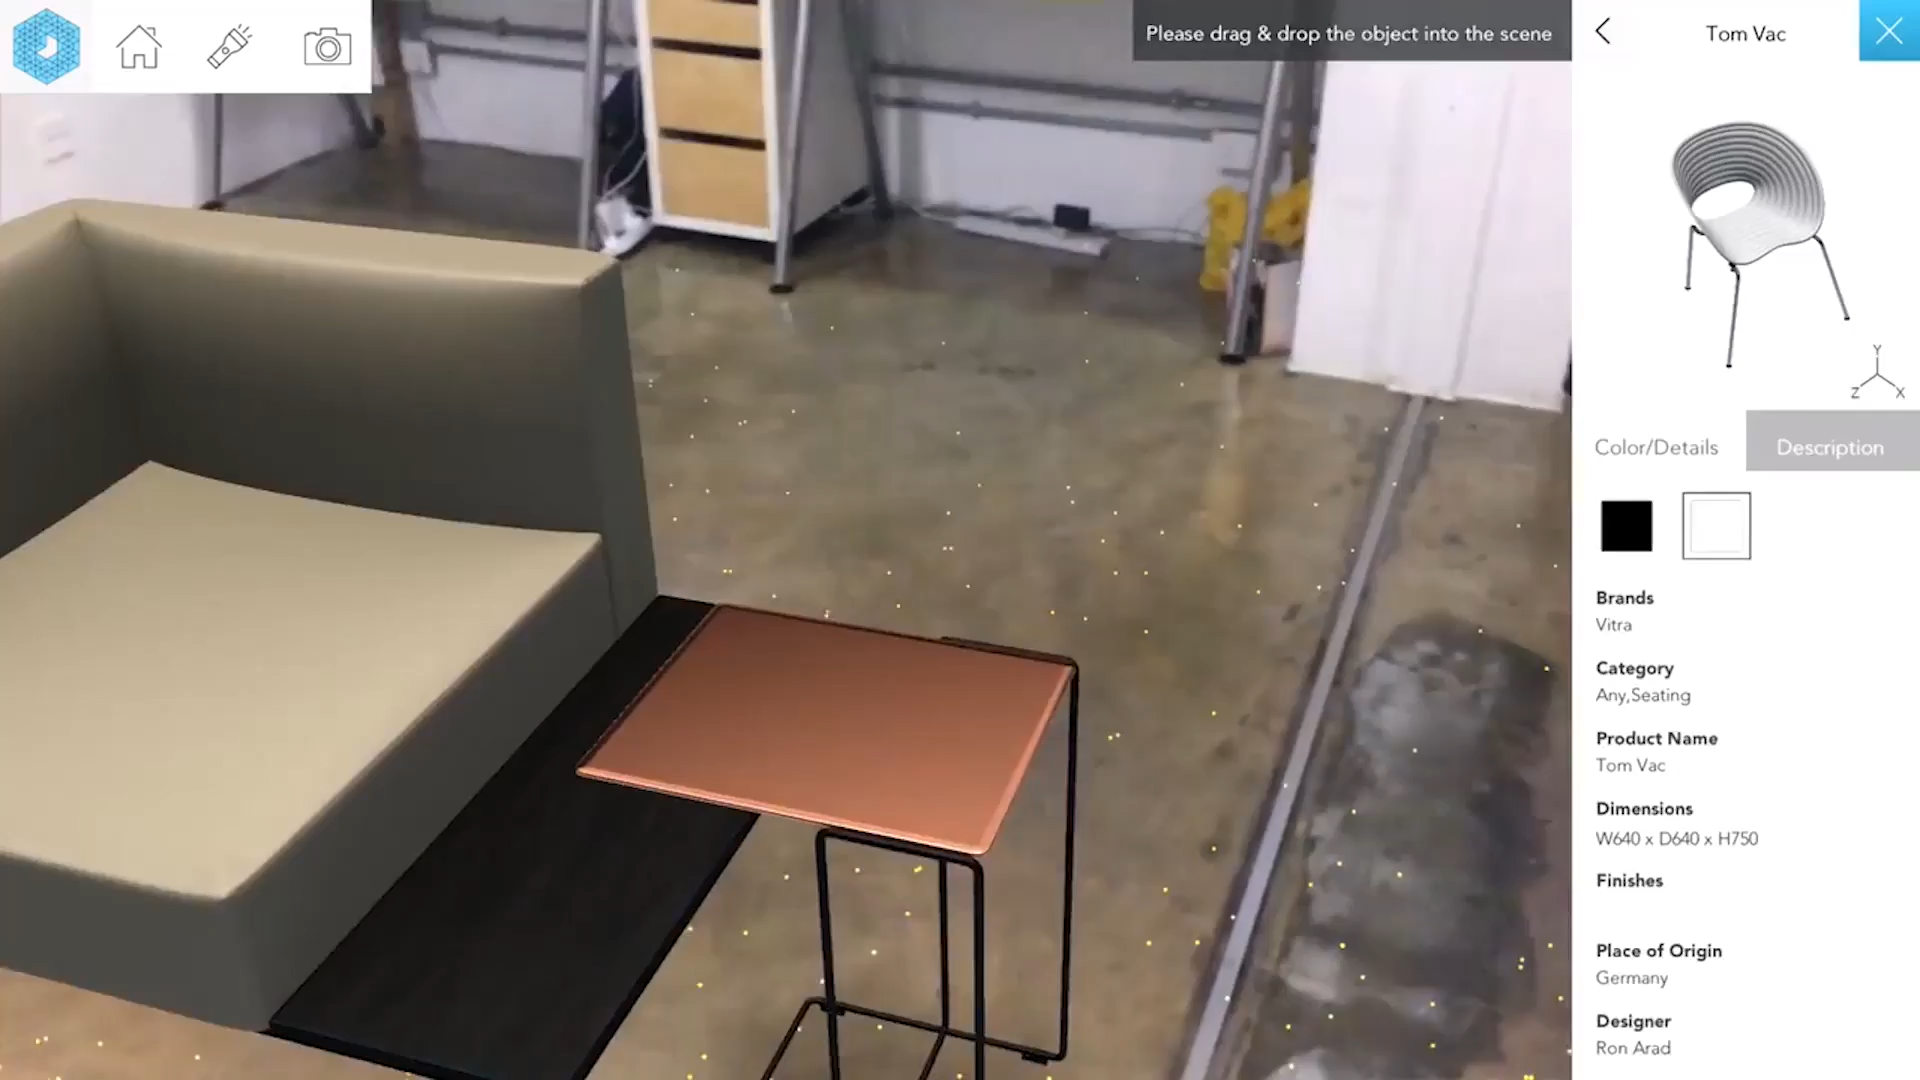 Please drag & drop the object into the scene
Tom Vac
Y
Z
X
Color/Details
Description
Brands
Vitra
Category
Any,Seating
Product Name
Tom Vac
Dimensions
W640 x D640 x H750
Finishes
Place of Origin
Germany
Designer
Ron Arad